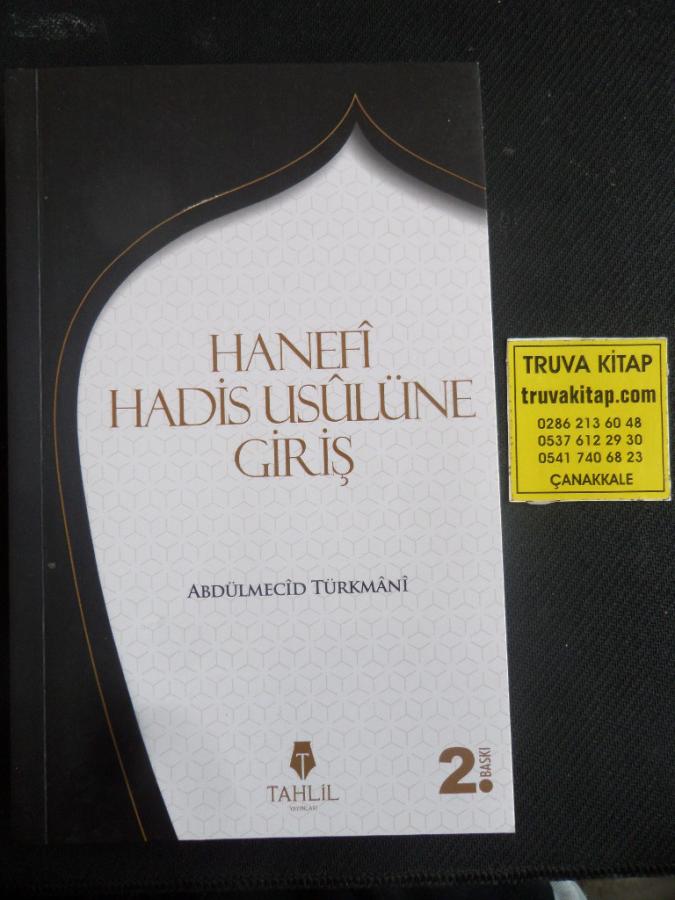 HANEFÎ
HADİS USÛLÜNE
GİRİŞ
ABDÜLMECÎD TÜRKMÂNÎ
T
TAHLİL
YAYINLARI
2.
BASKI
TRUVA KİTAP
truvakitap.com
0286 213 60 48
0537 612 29 30
0541 740 68 23
ÇANAKKALE